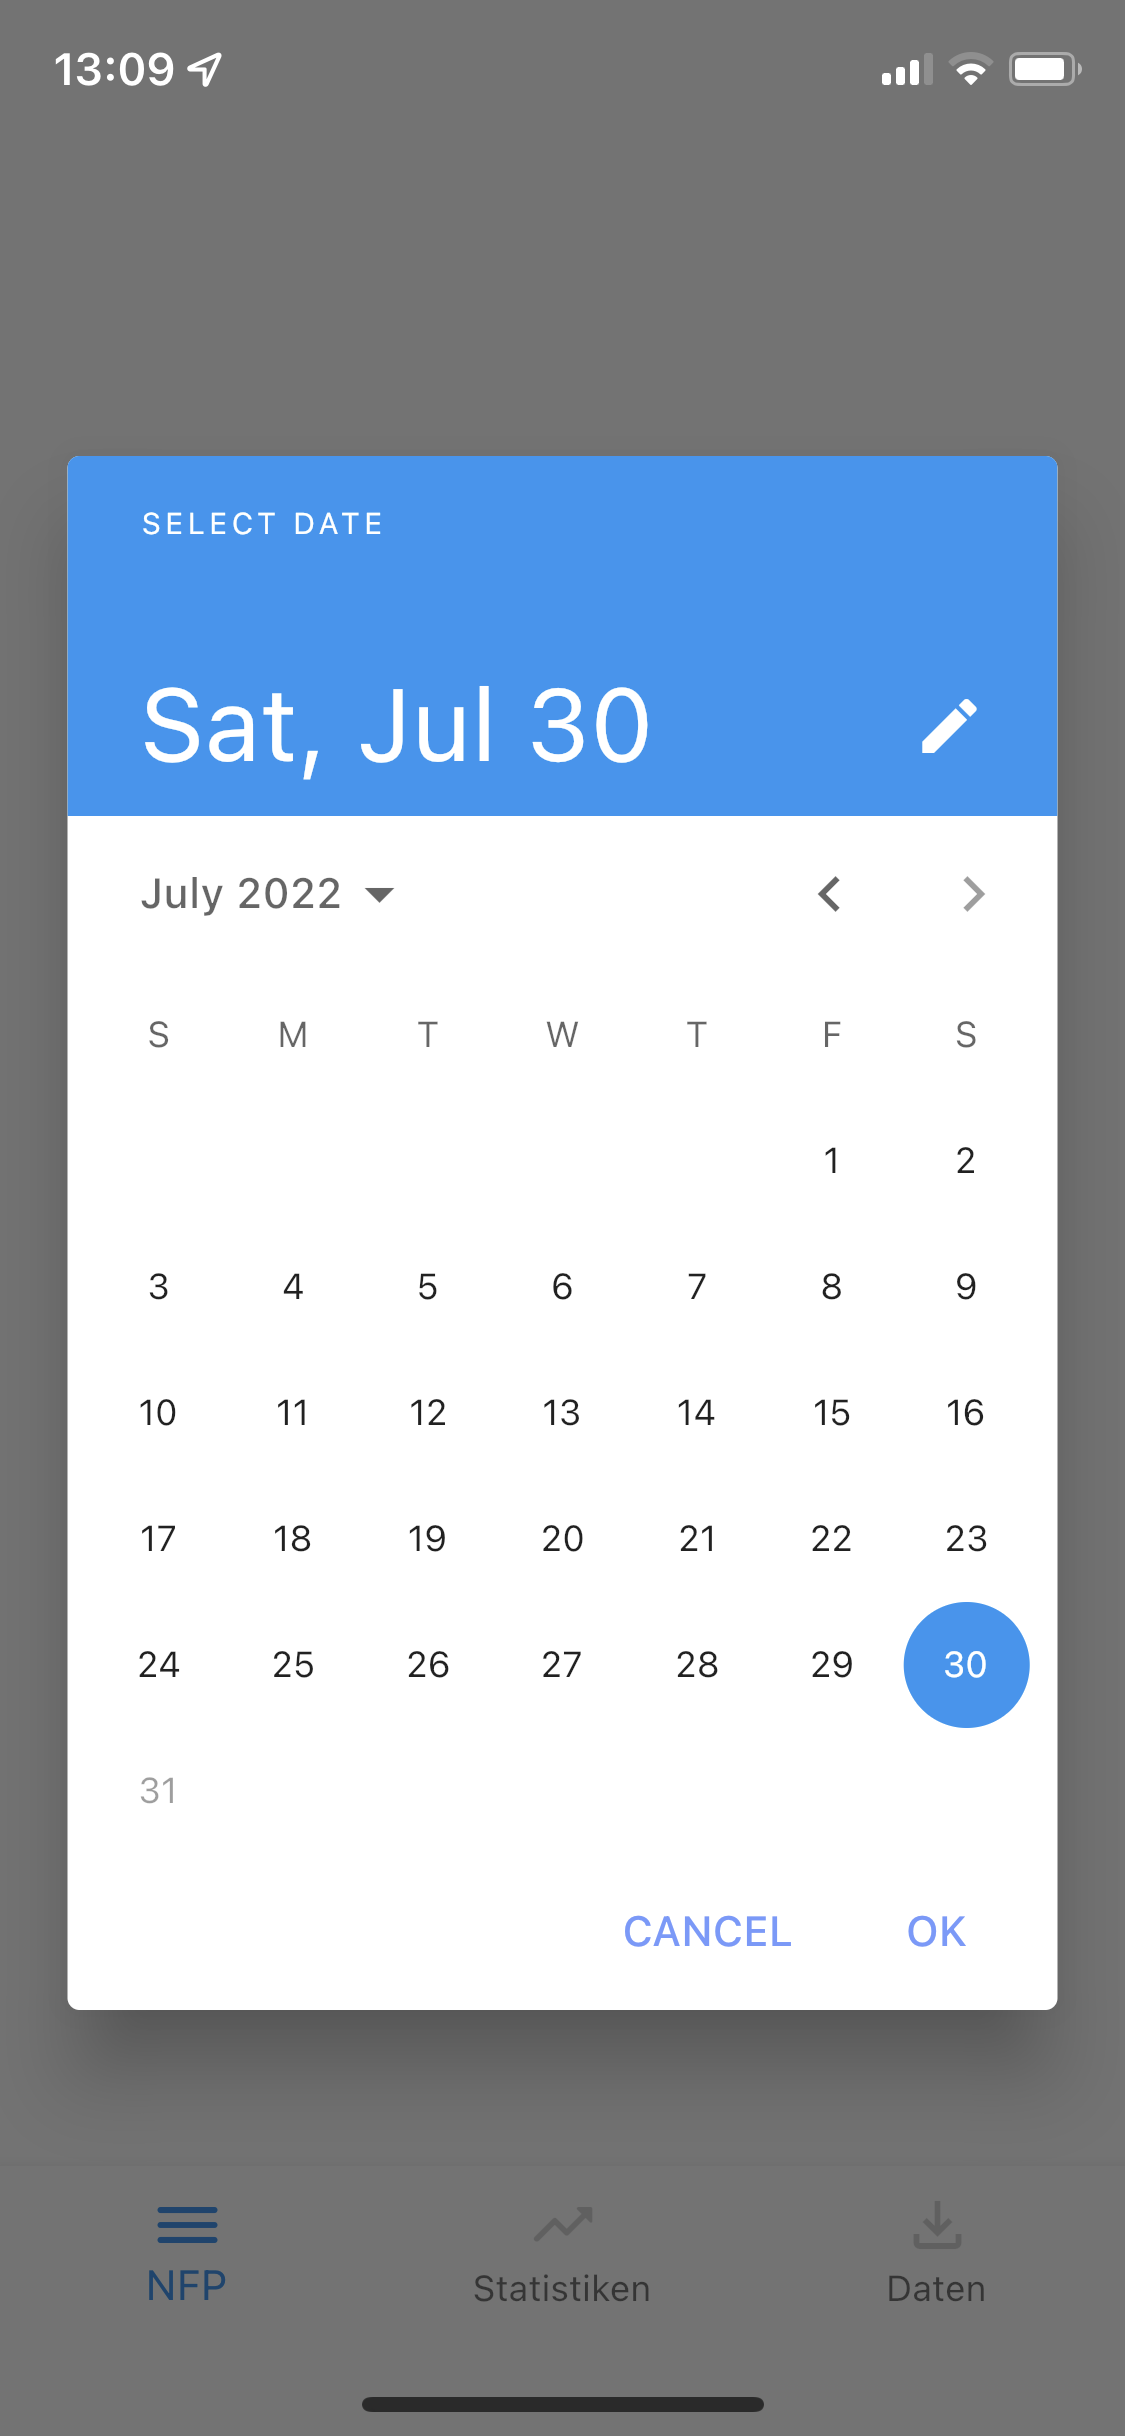 13:09
SELECT DATE
Sat, Jul 30
July 2022
S M T W T F S
1 2
3 4 5 6 7 8 9
10 11 12 13 14 15 16
17 18 19 20 21 22 23
24 25 26 27 28 29 30
31
CANCEL OK
NFP Statistiken Daten